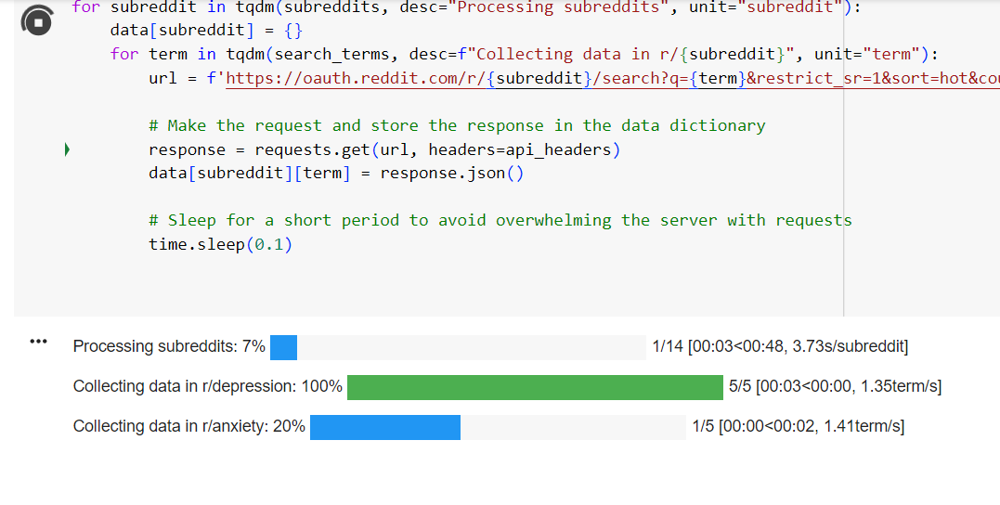 for subreddit in tqdm(subreddits, desc="Processing subreddits", unit="subreddit"):
    data[subreddit] = {}
    for term in tqdm(search_terms, desc=f"Collecting data in r/{subreddit}", unit="term"):
        url = f'https://oauth.reddit.com/r/{subreddit}/search?q={term}&restrict_sr=1&sort=hot&cou
        # Make the request and store the response in the data dictionary
        response = requests.get(url, headers=api_headers)
        data[subreddit][term] = response.json()
        # Sleep for a short period to avoid overwhelming the server with requests
        time.sleep(0.1)
Processing subreddits: 7% 1/14 [00:03<00:48, 3.73s/subreddit]
Collecting data in r/depression: 100% 5/5 [00:03<00:00, 1.35term/s]
Collecting data in r/anxiety: 20% 1/5 [00:00<00:02, 1.41term/s]